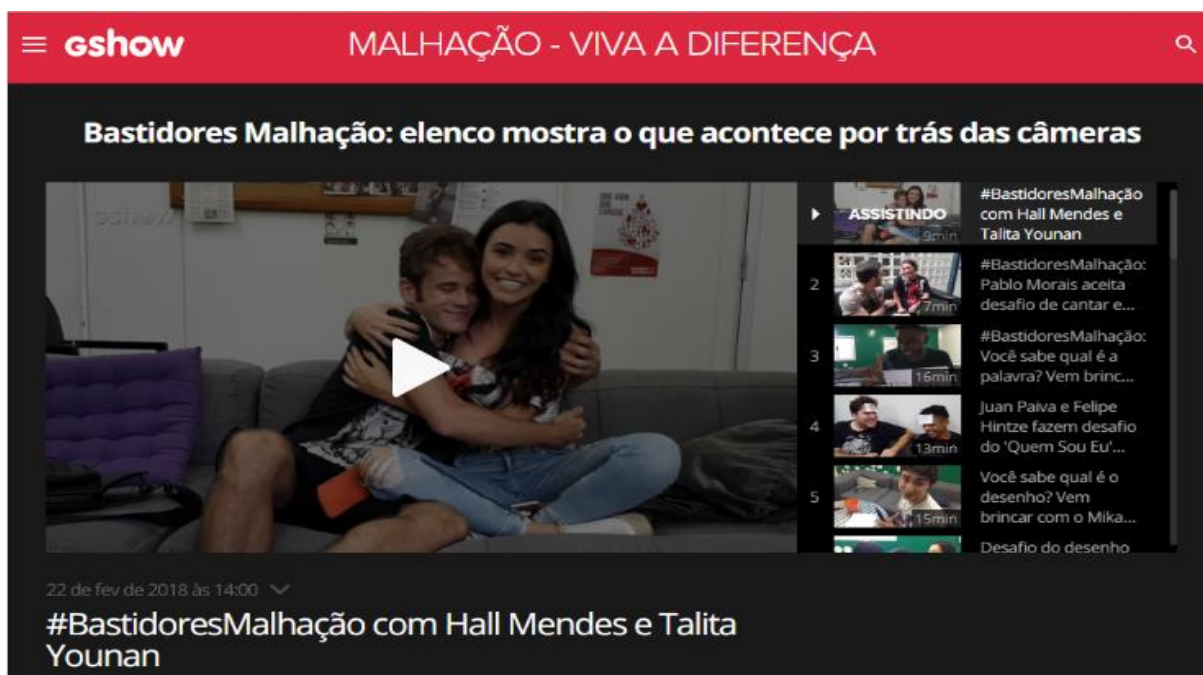 gshow
MALHAÇÃO - VIVA A DIFERENÇA
Bastidores Malhação: elenco mostra o que acontece por trás das câmeras
gshow
ASSISTINDO
9min
#BastidoresMalhação
com Hall Mendes e
Talita Younan
2
7min
#BastidoresMalhação:
Pablo Morais aceita
desafio de cantar e...
3
16min
#BastidoresMalhação:
Você sabe qual é a
palavra? Vem brinc...
4
13min
Juan Paiva e Felipe
Hintze fazem desafio
do 'Quem Sou Eu'...
5
15min
Você sabe qual é o
desenho? Vem
brincar com o Mika...
Desafio do desenho
22 de fev de 2018 às 14:00
#BastidoresMalhação com Hall Mendes e Talita
Younan